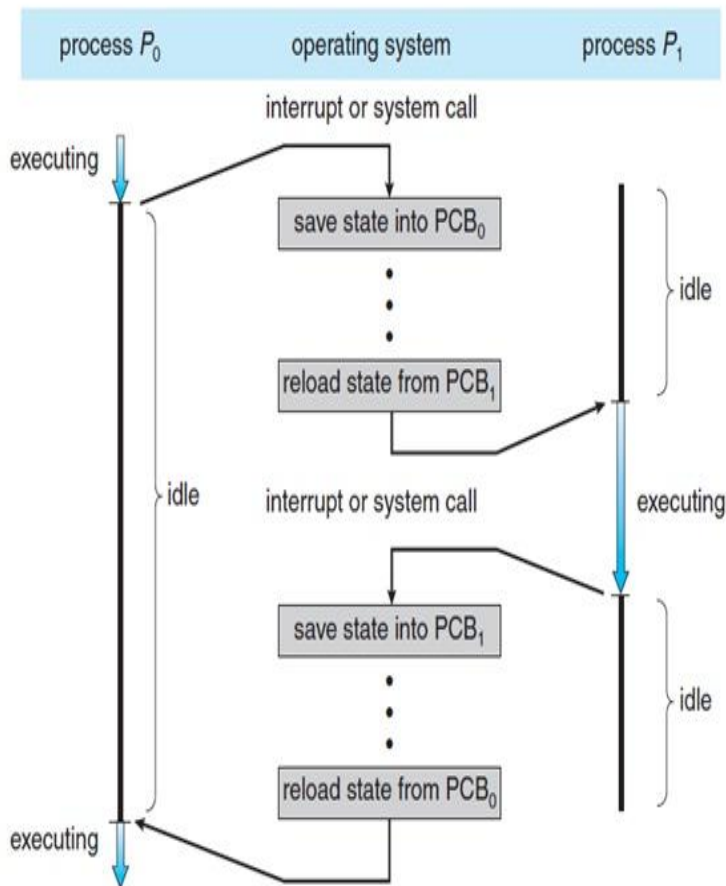 process P₀ operating system process P₁
interrupt or system call
executing
save state into PCB₀
idle
reload state from PCB₁
idle
interrupt or system call
executing
save state into PCB₁
idle
reload state from PCB₀
executing